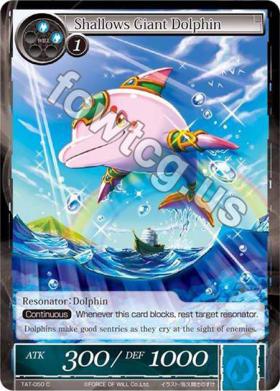 Shallows Giant Dolphin
WILL
1
fowtcg.us
Resonator: Dolphin
Continuous Whenever this card blocks, rest target resonator.
Dolphins make good sentries as they cry at the sight of enemies.
ATK 300/ DEF 1000
TAT-050 C ©FORCE OF WILL Co.,Ltd.